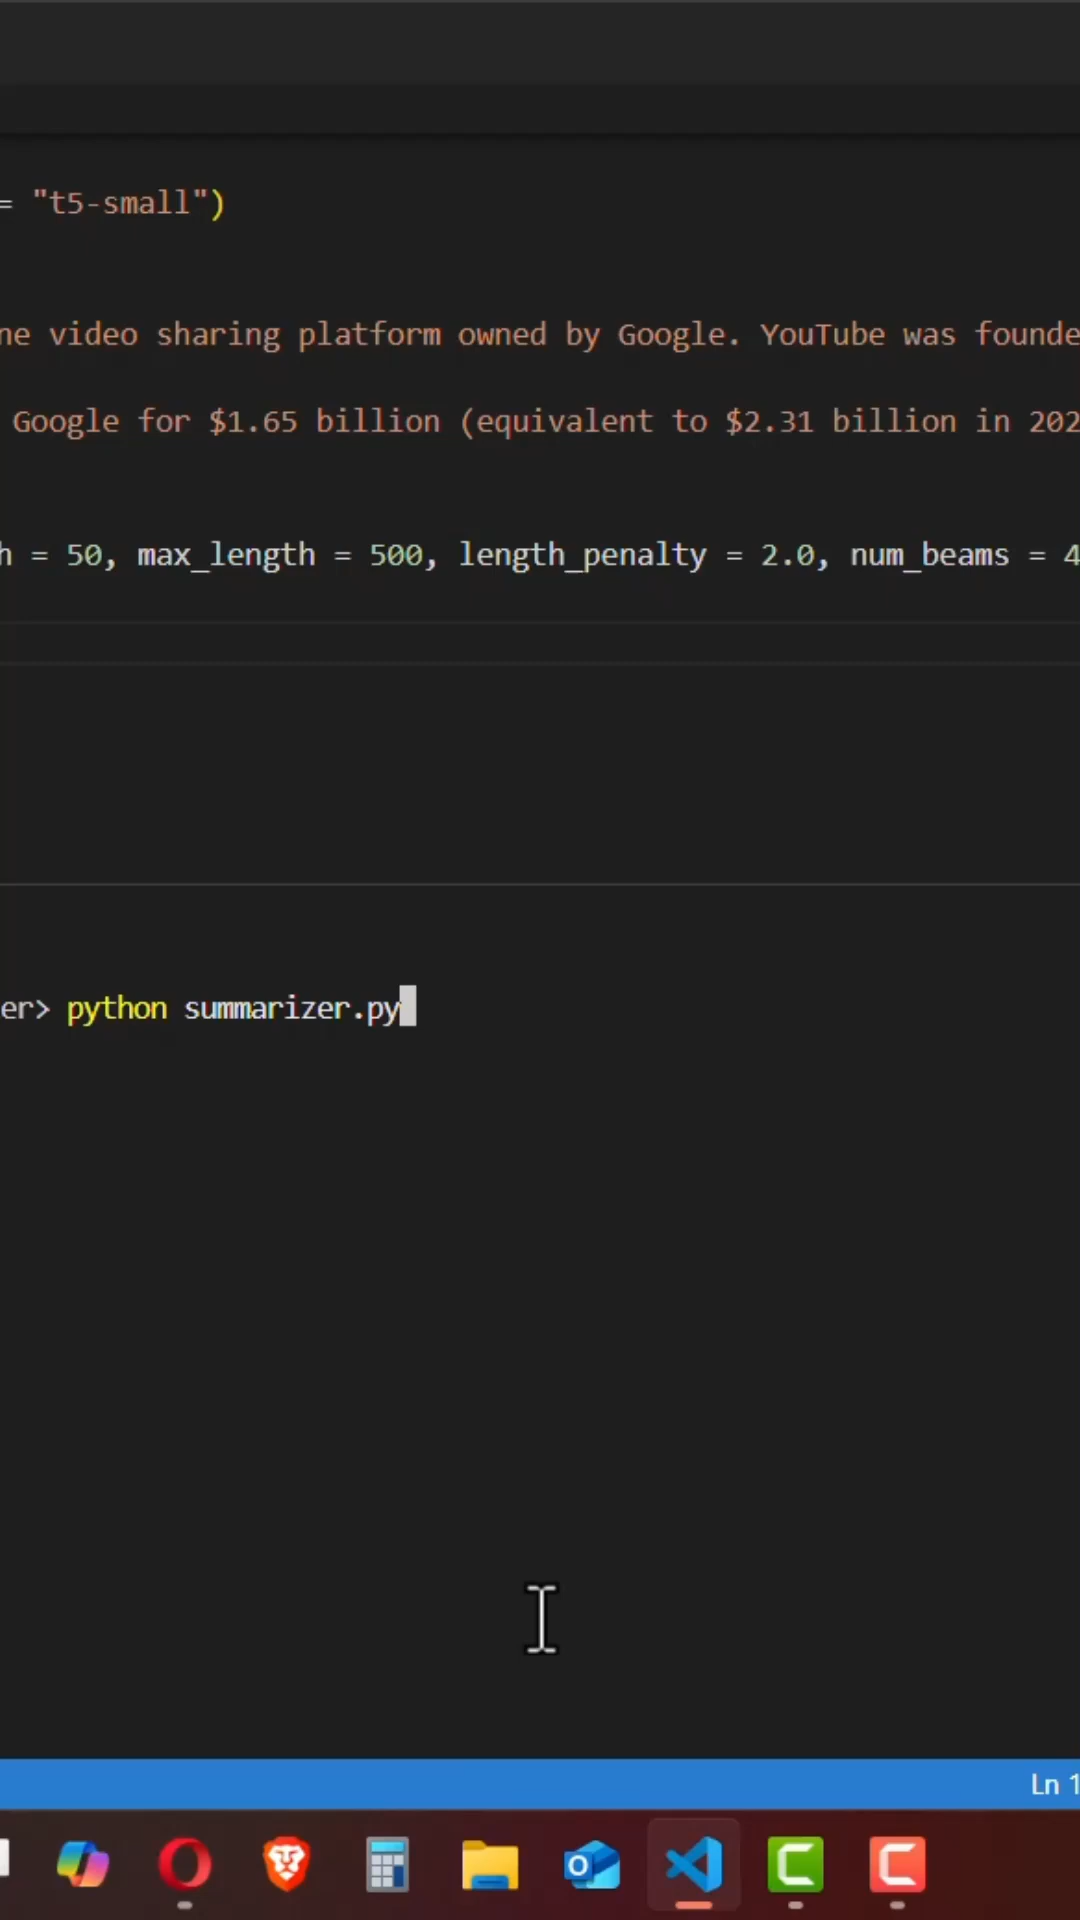 = "t5-small")
ne video sharing platform owned by Google. YouTube was founde
Google for $1.65 billion (equivalent to $2.31 billion in 202
h = 50, max_length = 500, length_penalty = 2.0, num_beams = 4
er> python summarizer.py
Ln 1